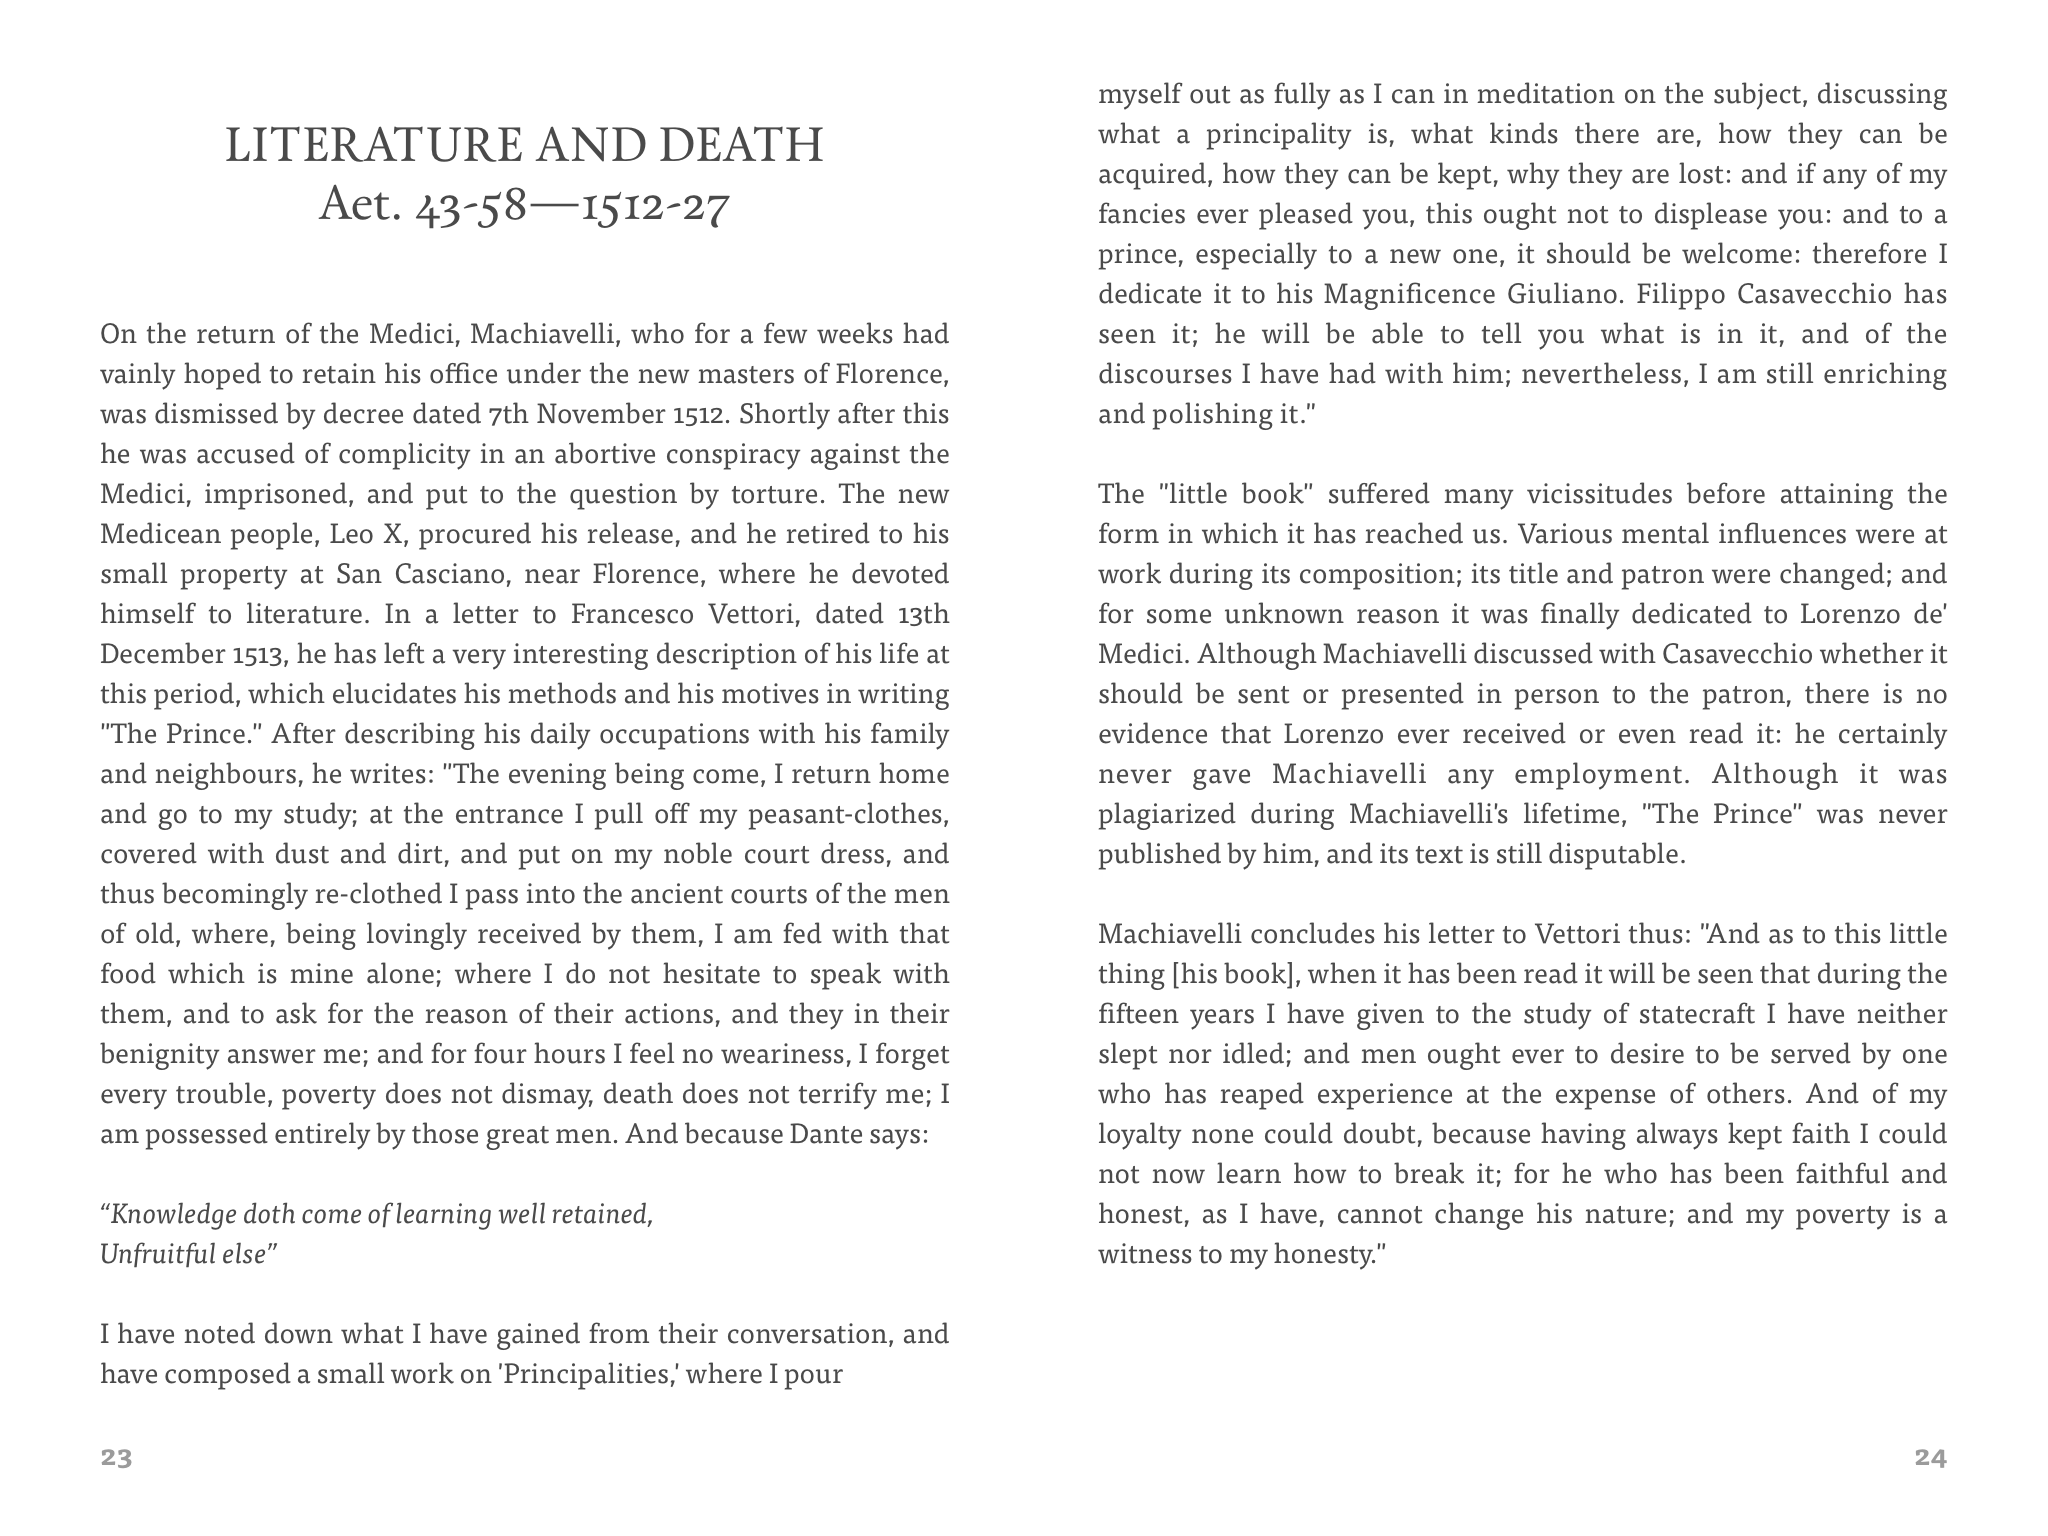 LITERATURE AND DEATH
Aet. 43-58—1512-27
On the return of the Medici, Machiavelli, who for a few weeks had
vainly hoped to retain his office under the new masters of Florence,
was dismissed by decree dated 7th November 1512. Shortly after this
he was accused of complicity in an abortive conspiracy against the
Medici, imprisoned, and put to the question by torture. The new
Medicean people, Leo X, procured his release, and he retired to his
small property at San Casciano, near Florence, where he devoted
himself to literature. In a letter to Francesco Vettori, dated 13th
December 1513, he has left a very interesting description of his life at
this period, which elucidates his methods and his motives in writing
"The Prince." After describing his daily occupations with his family
and neighbours, he writes: "The evening being come, I return home
and go to my study; at the entrance I pull off my peasant-clothes,
covered with dust and dirt, and put on my noble court dress, and
thus becomingly re-clothed I pass into the ancient courts of the men
of old, where, being lovingly received by them, I am fed with that
food which is mine alone; where I do not hesitate to speak with
them, and to ask for the reason of their actions, and they in their
benignity answer me; and for four hours I feel no weariness, I forget
every trouble, poverty does not dismay, death does not terrify me; I
am possessed entirely by those great men. And because Dante says:
“Knowledge doth come of learning well retained,
Unfruitful else”
I have noted down what I have gained from their conversation, and
have composed a small work on 'Principalities,' where I pour
23
myself out as fully as I can in meditation on the subject, discussing
what a principality is, what kinds there are, how they can be
acquired, how they can be kept, why they are lost: and if any of my
fancies ever pleased you, this ought not to displease you: and to a
prince, especially to a new one, it should be welcome: therefore I
dedicate it to his Magnificence Giuliano. Filippo Casavecchio has
seen it; he will be able to tell you what is in it, and of the
discourses I have had with him; nevertheless, I am still enriching
and polishing it."
The "little book" suffered many vicissitudes before attaining the
form in which it has reached us. Various mental influences were at
work during its composition; its title and patron were changed; and
for some unknown reason it was finally dedicated to Lorenzo de'
Medici. Although Machiavelli discussed with Casavecchio whether it
should be sent or presented in person to the patron, there is no
evidence that Lorenzo ever received or even read it: he certainly
never gave Machiavelli any employment. Although it was
plagiarized during Machiavelli's lifetime, "The Prince" was never
published by him, and its text is still disputable.
Machiavelli concludes his letter to Vettori thus: "And as to this little
thing [his book], when it has been read it will be seen that during the
fifteen years I have given to the study of statecraft I have neither
slept nor idled; and men ought ever to desire to be served by one
who has reaped experience at the expense of others. And of my
loyalty none could doubt, because having always kept faith I could
not now learn how to break it; for he who has been faithful and
honest, as I have, cannot change his nature; and my poverty is a
witness to my honesty."
24